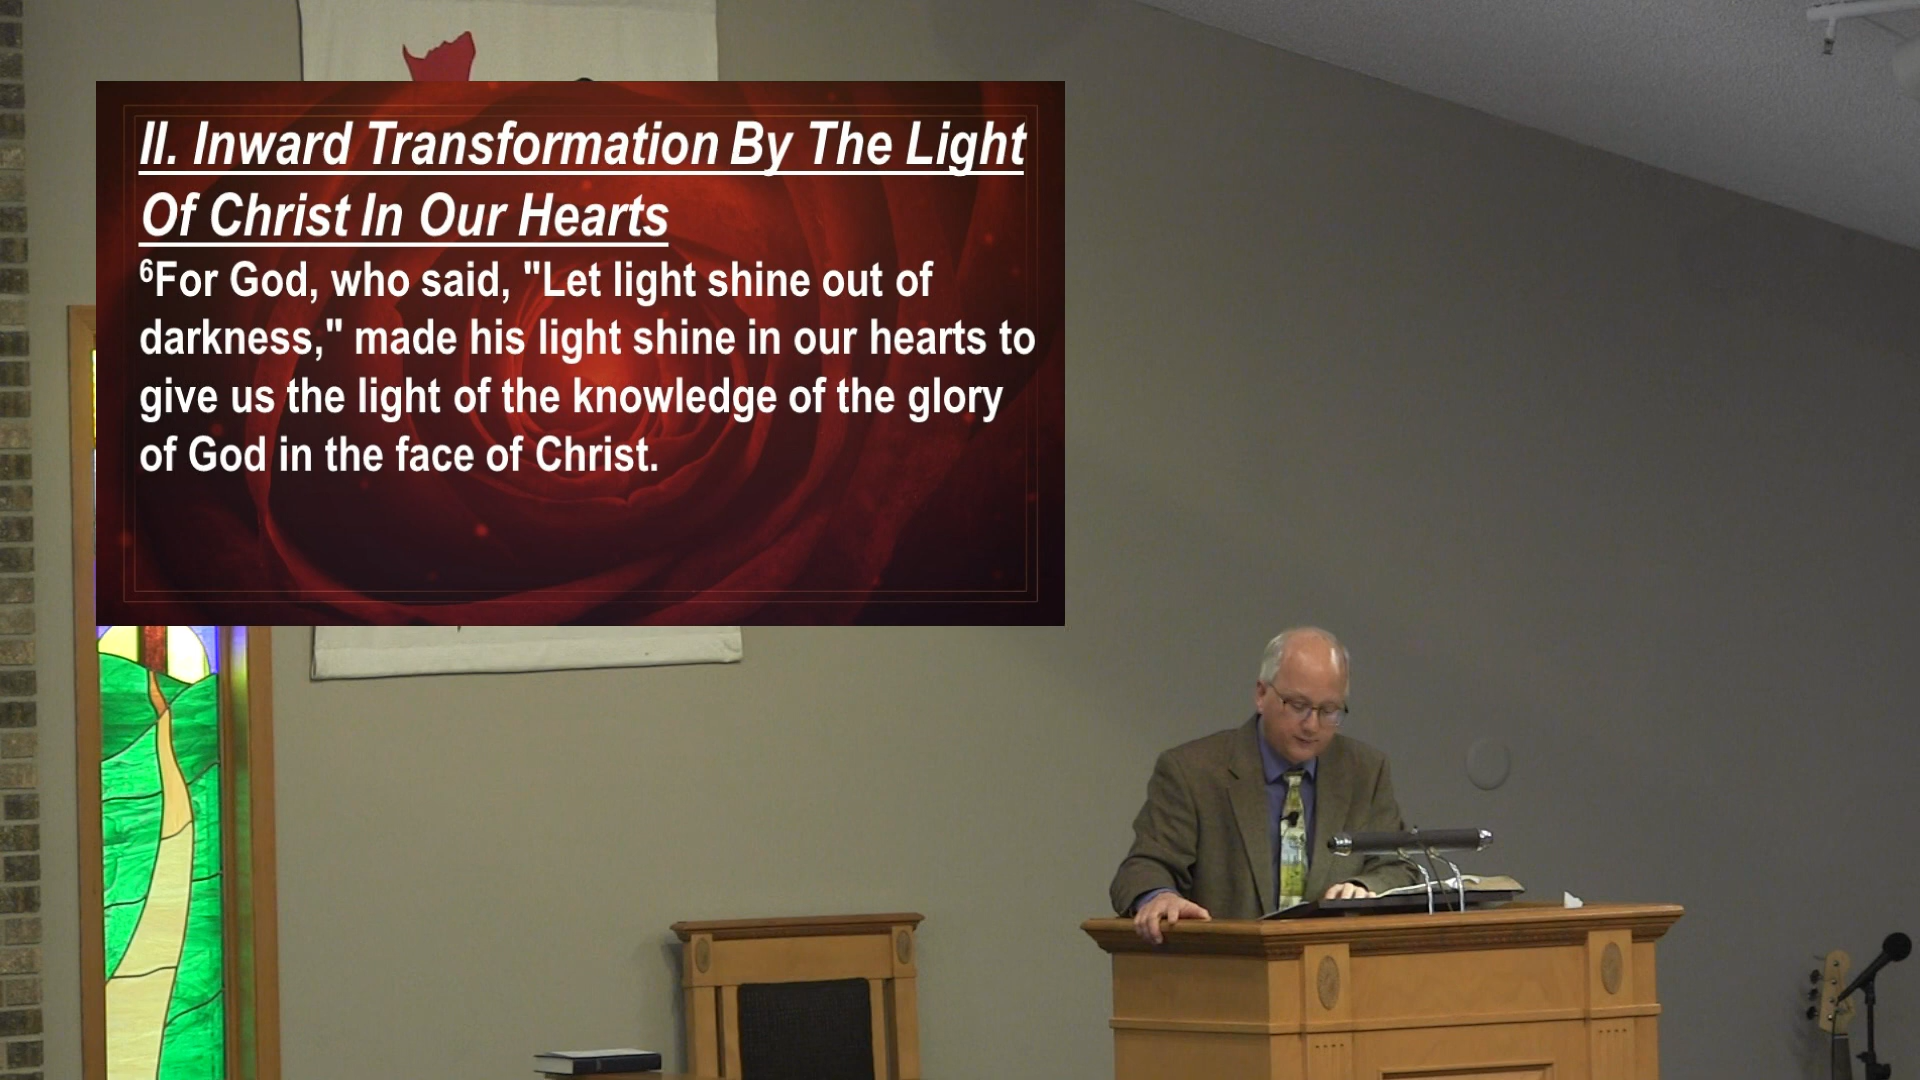 II. Inward Transformation By The Light
Of Christ In Our Hearts
⁶For God, who said, "Let light shine out of
darkness," made his light shine in our hearts to
give us the light of the knowledge of the glory
of God in the face of Christ.